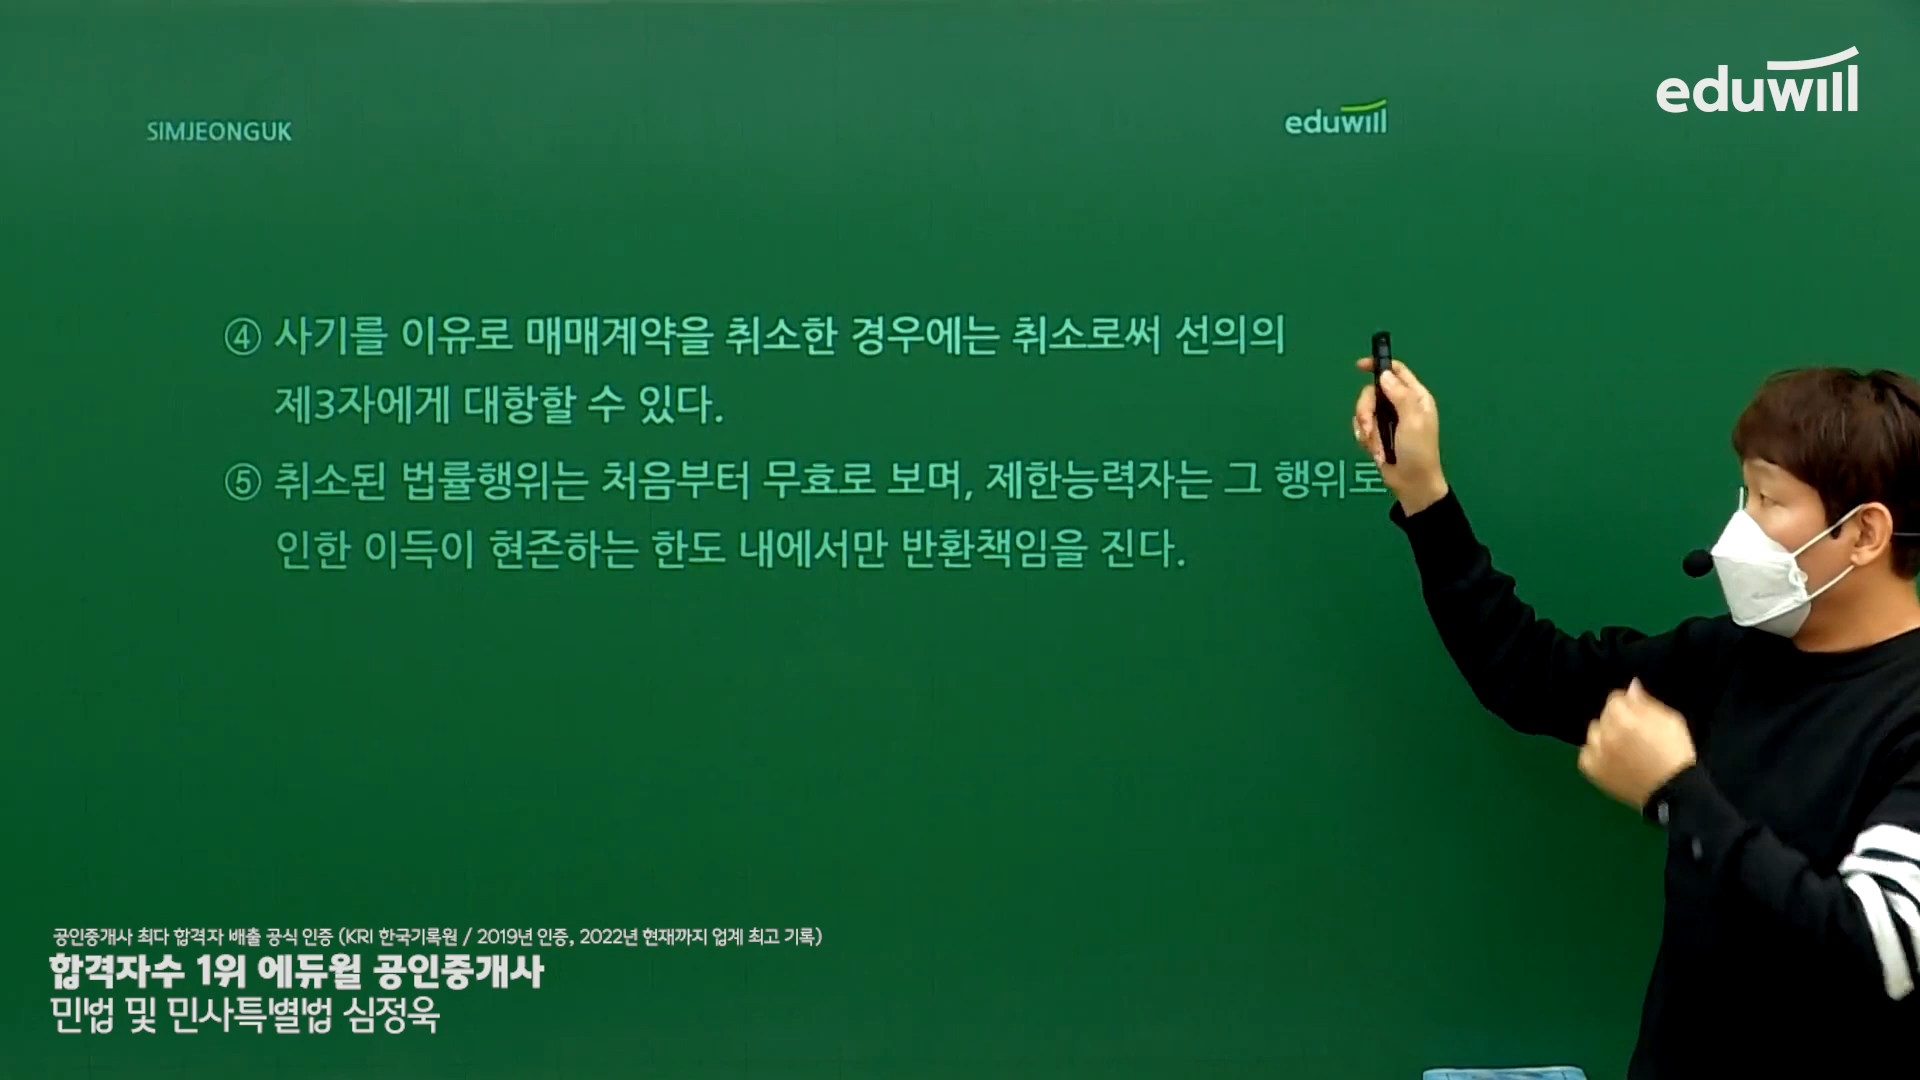 eduwill
SIMJEONGUK
eduwill
④ 사기를 이유로 매매계약을 취소한 경우에는 취소로써 선의의
제3자에게 대항할 수 있다.
⑤ 취소된 법률행위는 처음부터 무효로 보며, 제한능력자는 그 행위로
인한 이득이 현존하는 한도 내에서만 반환책임을 진다.
공인중개사 최다 합격자 배출 공식 인증 (KRI 한국기록원 / 2019년 인증, 2022년 현재까지 업계 최고 기록)
합격자수 1위 에듀윌 공인중개사
민법 및 민사특별법 심정욱